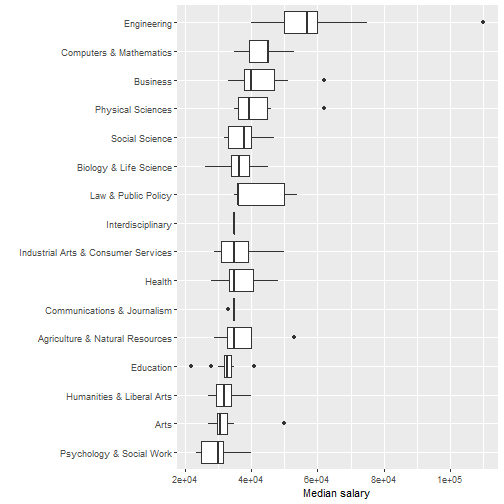 Engineering
Computers & Mathematics
Business
Physical Sciences
Social Science
Biology & Life Science
Law & Public Policy
Interdisciplinary
Industrial Arts & Consumer Services
Health
Communications & Journalism
Agriculture & Natural Resources
Education
Humanities & Liberal Arts
Arts
Psychology & Social Work
2e+04 4e+04 6e+04 8e+04 1e+05
Median salary